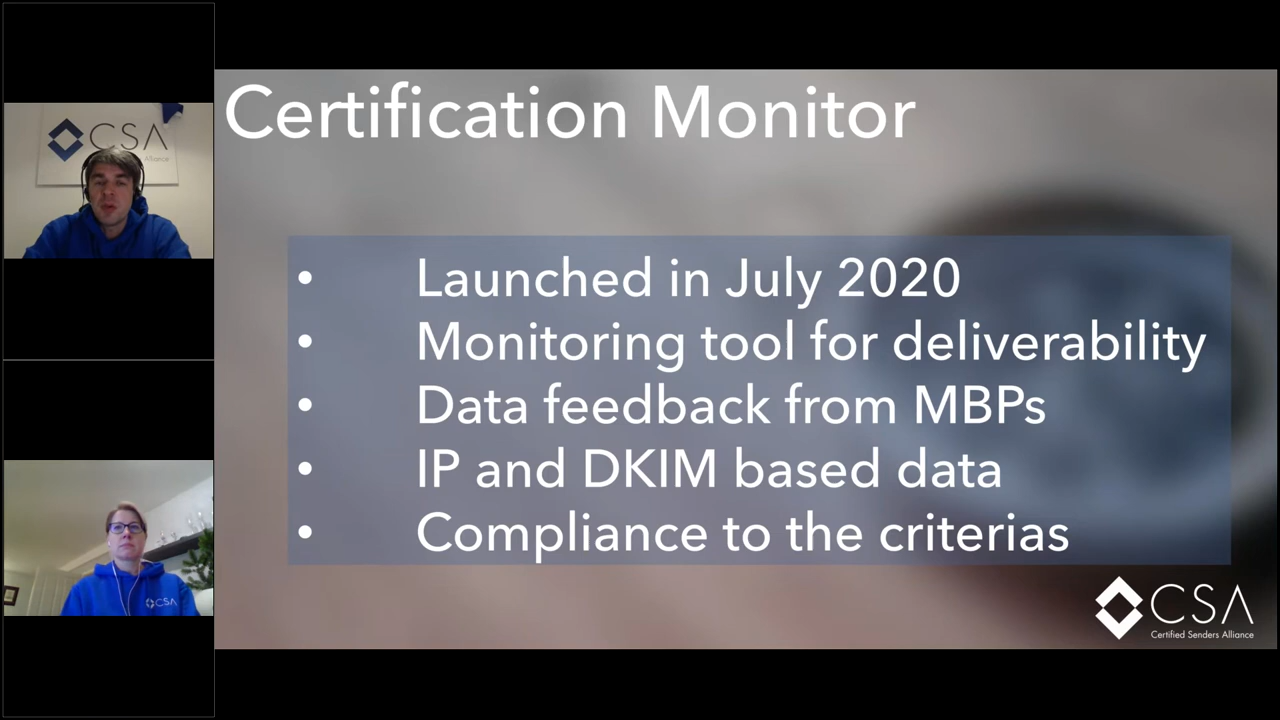 CSA
Alliance
CSA
Certification Monitor
• Launched in July 2020
• Monitoring tool for deliverability
• Data feedback from MBPs
• IP and DKIM based data
• Compliance to the criterias
CSA
Certified Senders Alliance